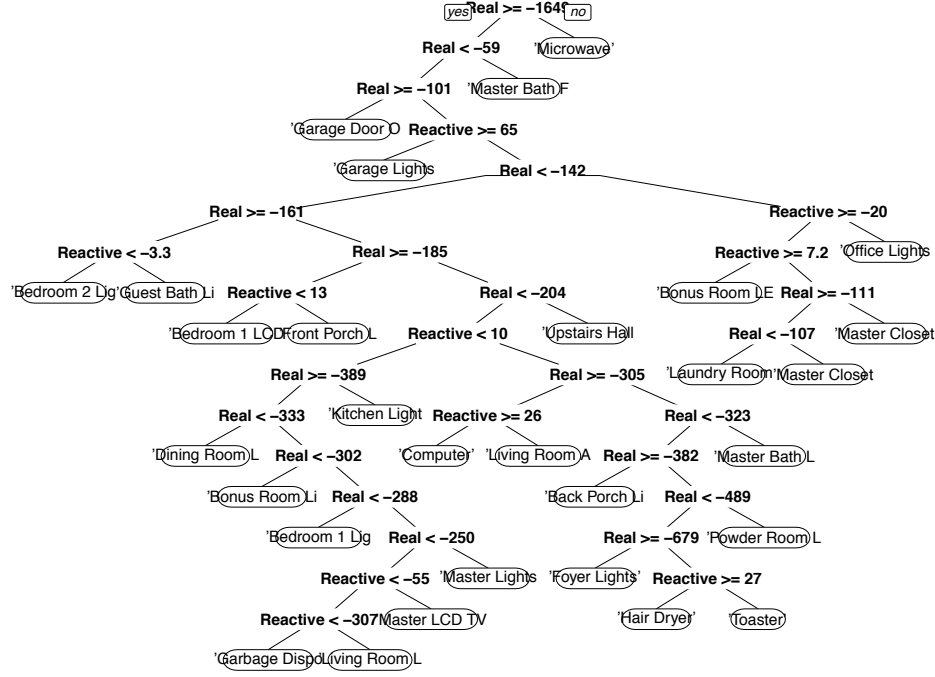 yes Real >= −1649 no
Real < −59 'Microwave'
Real >= −101 'Master Bath F
'Garage Door O Reactive >= 65
'Garage Lights Real < −142
Real >= −161 Reactive >= −20
Reactive < −3.3 Real >= −185 Reactive >= 7.2 'Office Lights
'Bedroom 2 Lig 'Guest Bath Li Reactive < 13 Real < −204 'Bonus Room LE Real >= −111
'Bedroom 1 LCD 'Front Porch L Reactive < 10 'Upstairs Hall Real < −107 'Master Closet
Real >= −389 Real >= −305 'Laundry Room 'Master Closet
Real < −333 'Kitchen Light Reactive >= 26 Real < −323
'Dining Room L Real < −302 'Computer' 'Living Room A Real >= −382 'Master Bath L
'Bonus Room Li Real < −288 'Back Porch Li Real < −489
'Bedroom 1 Lig Real < −250 Real >= −679 'Powder Room L
Reactive < −55 'Master Lights 'Foyer Lights' Reactive >= 27
Reactive < −307 'Master LCD TV 'Hair Dryer' 'Toaster'
'Garbage Dispo 'Living Room L